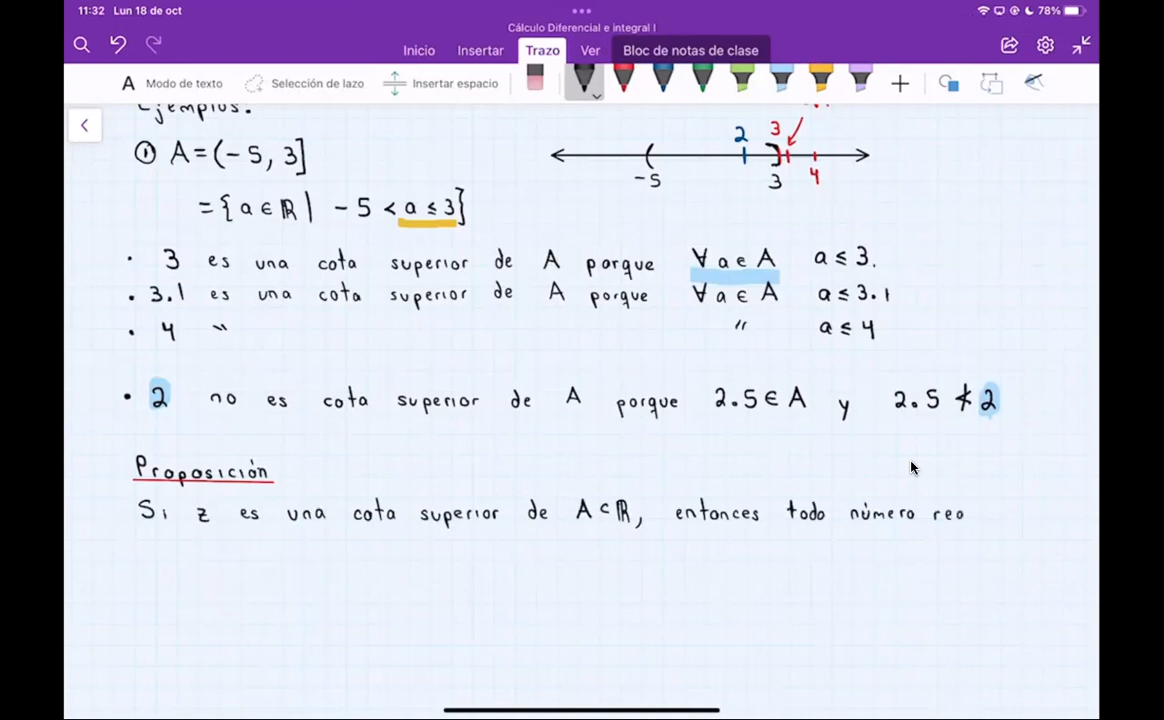 11:32 Lun 18 de oct
78%
Cálculo Diferencial e integral I
Inicio Insertar Trazo Ver Bloc de notas de clase
A Modo de texto Selección de lazo Insertar espacio
Ejemplos.
① A=(-5, 3]
2 3
-5 3 4
={a∈ℝ| -5 < a ≤ 3]
• 3 es una cota superior de A porque ∀ a ∈ A a ≤ 3.
• 3.1 es una cota superior de A porque ∀ a ∈ A a ≤ 3.1
• 4 " " a ≤ 4
• 2 no es cota superior de A porque 2.5 ∈ A y 2.5 ≮ 2
Proposición
Si z es una cota superior de A⊂ℝ, entonces todo número rea